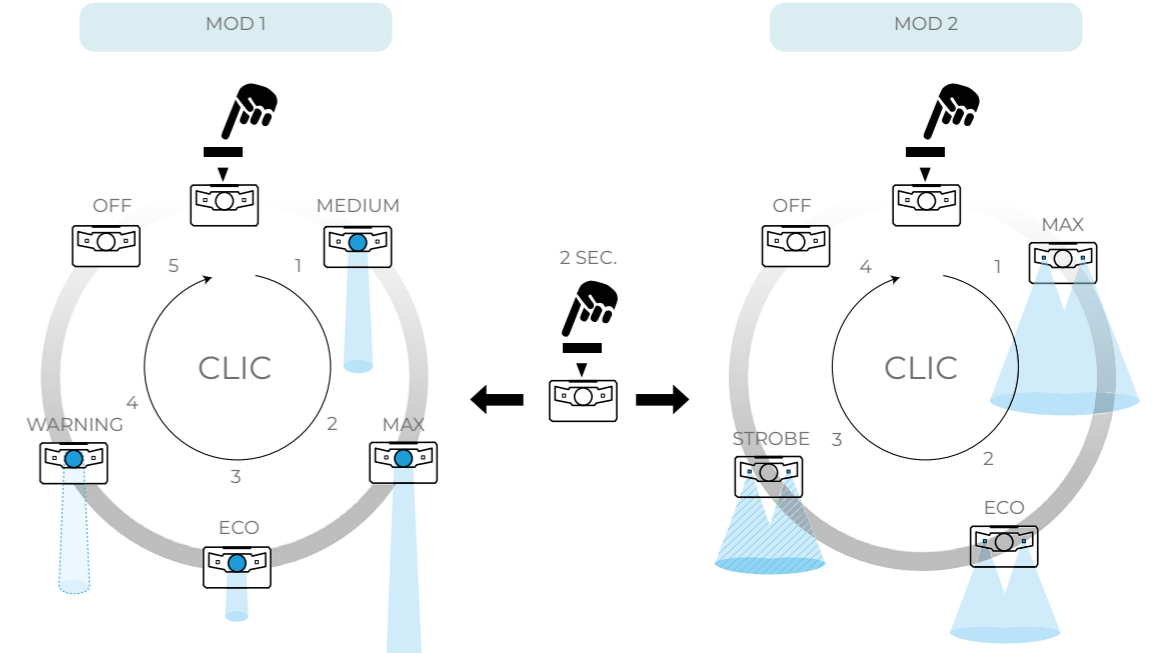 MOD 1
MOD 2
OFF
MEDIUM
5
1
CLIC
4
2
WARNING
MAX
3
ECO
2 SEC.
OFF
MAX
4
1
CLIC
STROBE
3
2
ECO